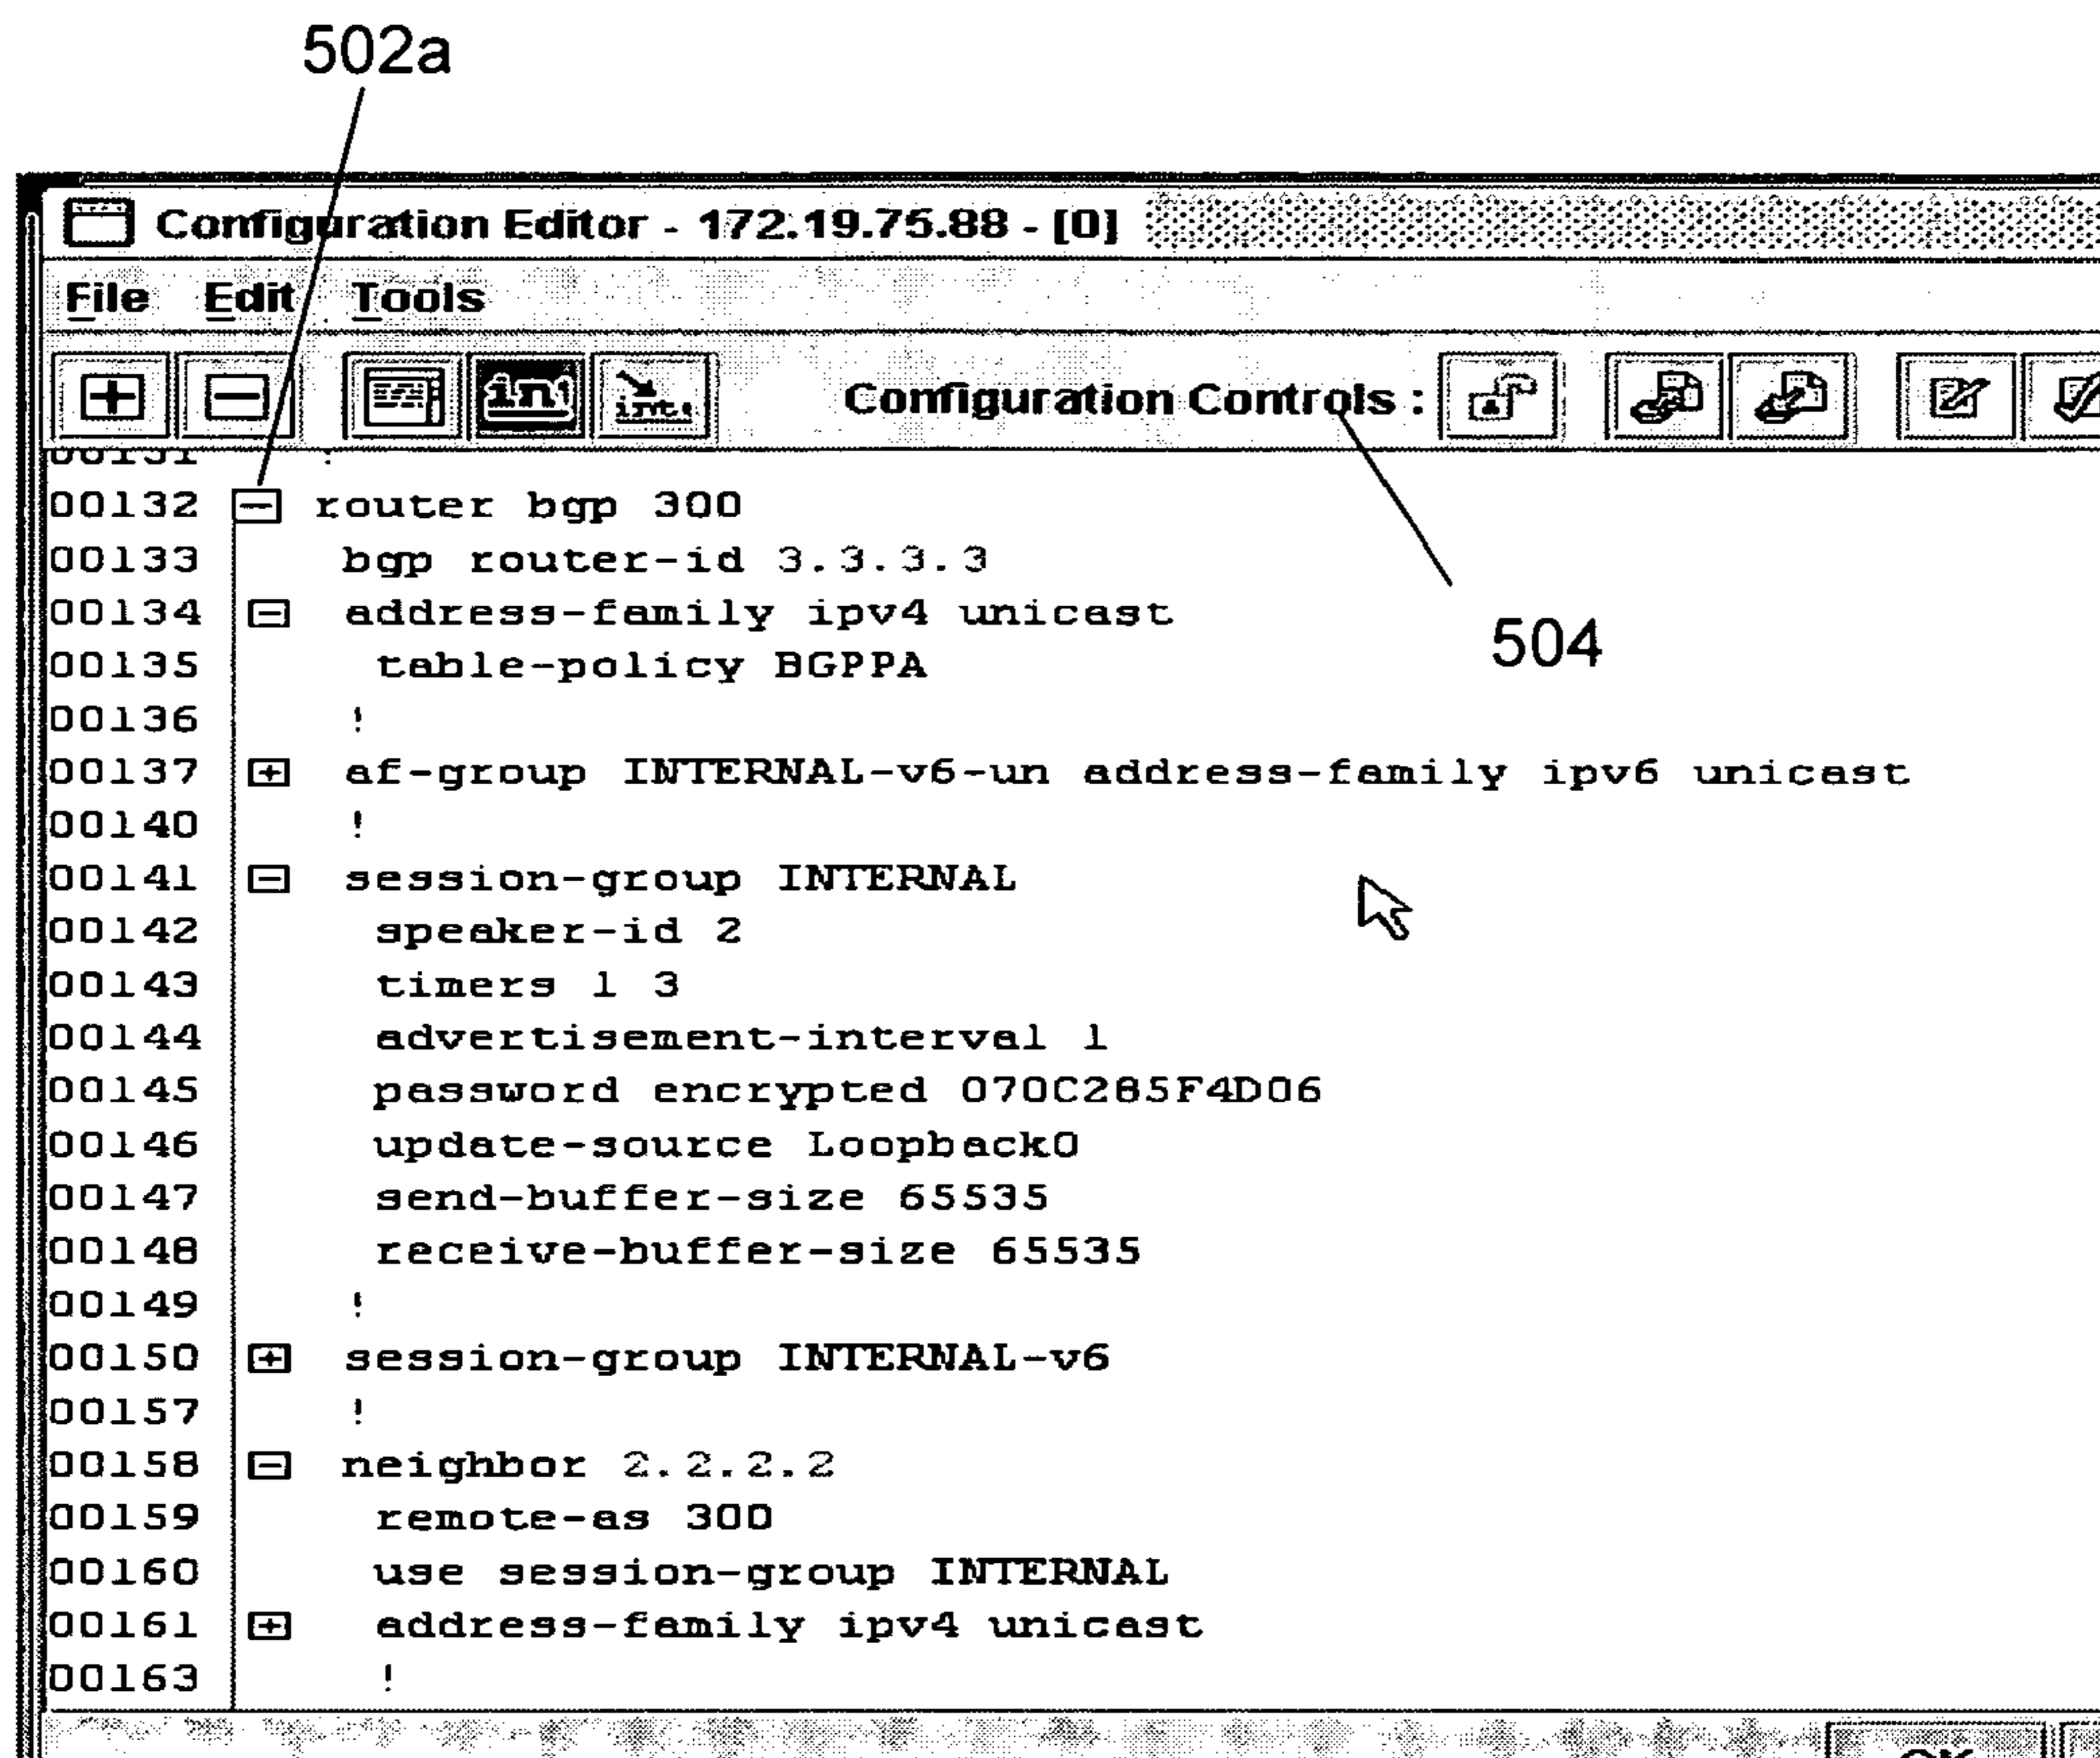 502a
Configuration Editor - 172.19.75.88 - [0]
File Edit Tools
Configuration Controls :
504
00131 !
00132 router bgp 300
00133 bgp router-id 3.3.3.3
00134 address-family ipv4 unicast
00135 table-policy BGPPA
00136 !
00137 af-group INTERNAL-v6-un address-family ipv6 unicast
00140 !
00141 session-group INTERNAL
00142 speaker-id 2
00143 timers 1 3
00144 advertisement-interval 1
00145 password encrypted 070C285F4D06
00146 update-source Loopback0
00147 send-buffer-size 65535
00148 receive-buffer-size 65535
00149 !
00150 session-group INTERNAL-v6
00157 !
00158 neighbor 2.2.2.2
00159 remote-as 300
00160 use session-group INTERNAL
00161 address-family ipv4 unicast
00163 !
OK